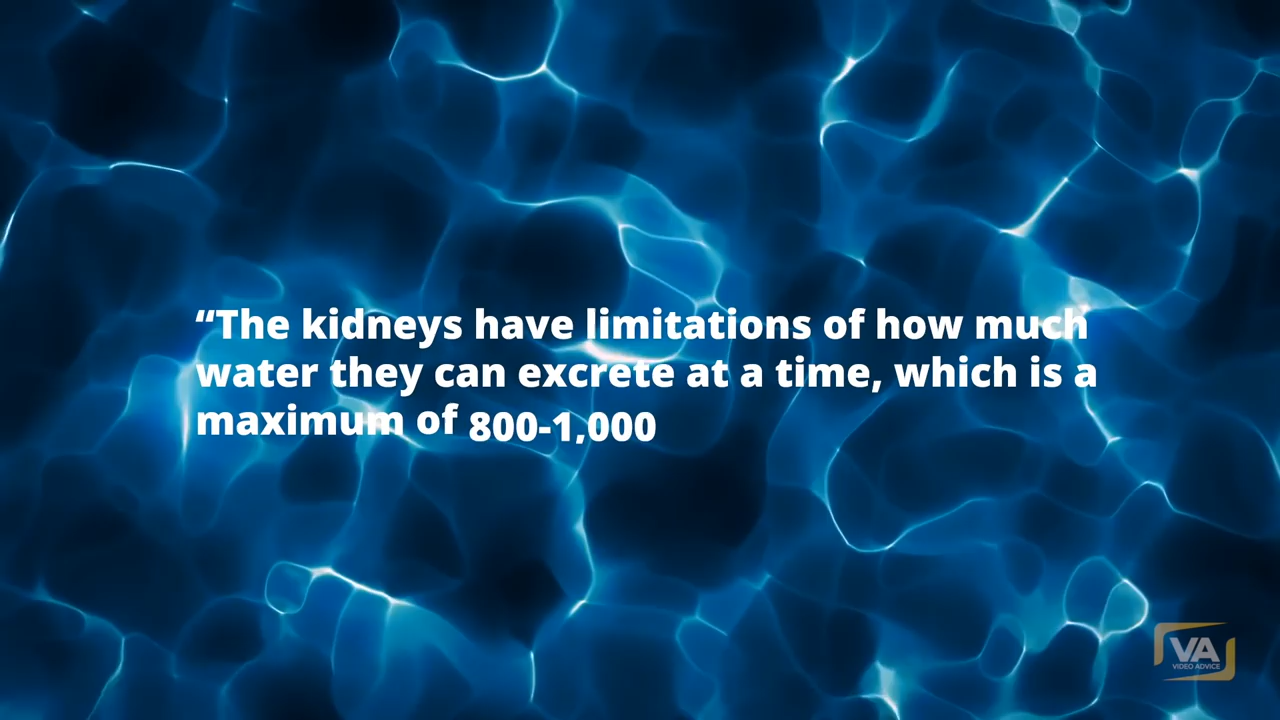 “The kidneys have limitations of how much
water they can excrete at a time, which is a
maximum of 800-1,000
VA
VIDEO ADVICE